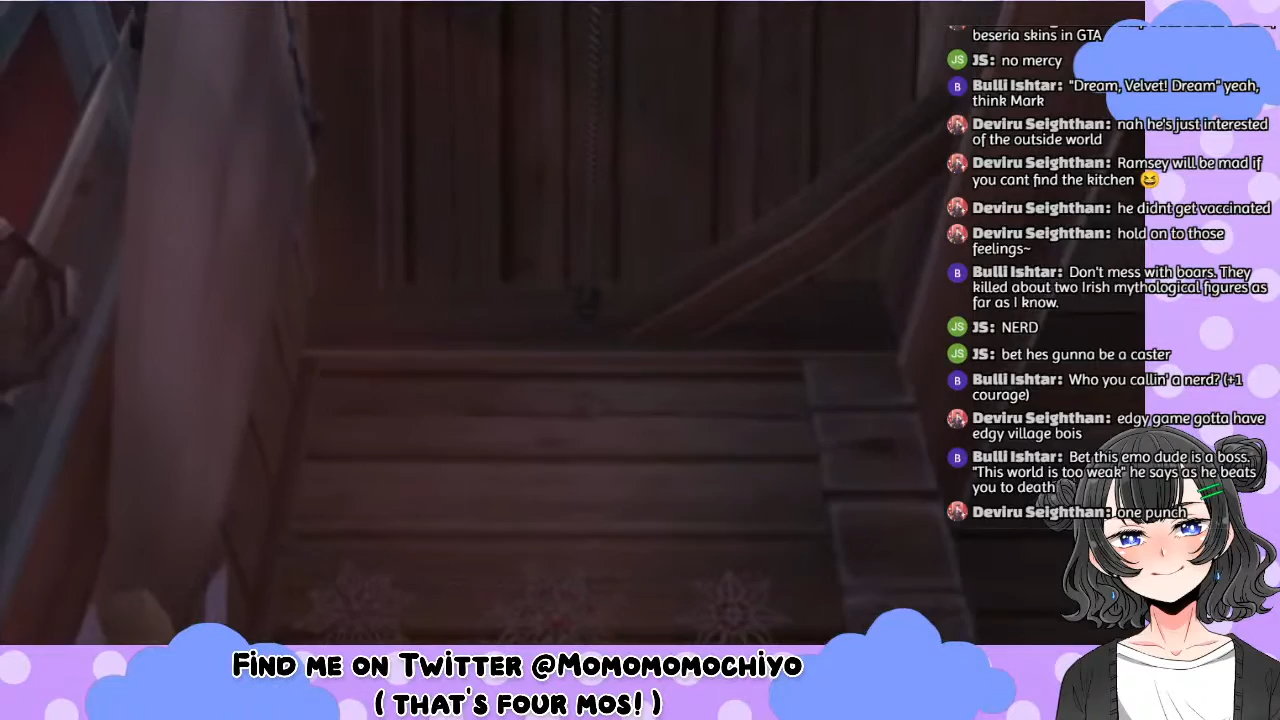 beseria skins in GTA
JS: no mercy
Bulli Ishtar: "Dream, Velvet! Dream" yeah,
think Mark
Deviru Seighthan: nah he's just interested
of the outside world
Deviru Seighthan: Ramsey will be mad if
you cant find the kitchen 😆
Deviru Seighthan: he didnt get vaccinated
Deviru Seighthan: hold on to those
feelings~
Bulli Ishtar: Don't mess with boars. They
killed about two Irish mythological figures as
far as I know.
JS: NERD
JS: bet hes gunna be a caster
Bulli Ishtar: Who you callin' a nerd? (+1
courage)
Deviru Seighthan: edgy game gotta have
edgy village bois
Bulli Ishtar: Bet this emo dude is a boss.
"This world is too weak" he says as he beats
you to death
Deviru Seighthan: one punch
Find me on Twitter @Momomomochiyo
( that's four mos! )